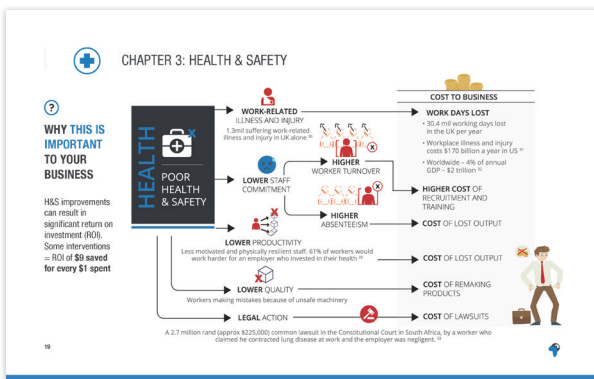 CHAPTER 3: HEALTH & SAFETY
?
WHY THIS IS
IMPORTANT
TO YOUR
BUSINESS
H&S improvements
can result in
significant return on
investment (ROI).
Some interventions
= ROI of $9 saved
for every $1 spent
HEALTH
POOR
HEALTH
& SAFETY
WORK-RELATED
ILLNESS AND INJURY
1.3mil suffering work-related
illness and injury in UK alone 30
LOWER STAFF
COMMITMENT
HIGHER
WORKER TURNOVER
HIGHER
ABSENTEEISM
LOWER PRODUCTIVITY
Less motivated and physically resilient staff. 61% of workers would
work harder for an employer who invested in their health
LOWER QUALITY
Workers making mistakes because of unsafe machinery
LEGAL ACTION
COST TO BUSINESS
WORK DAYS LOST
• 30.4 mil working days lost
in the UK per year
• Workplace illness and injury
costs $170 billion a year in US
• Worldwide – 4% of annual
GDP – $2 trillion
HIGHER COST OF
RECRUITMENT AND
TRAINING
COST OF LOST OUTPUT
COST OF LOST OUTPUT
COST OF REMAKING
PRODUCTS
COST OF LAWSUITS
A 2.7 million rand (approx $225,000) common lawsuit in the Constitutional Court in South Africa, by a worker who
claimed he contracted lung disease at work and the employer was negligent.
19